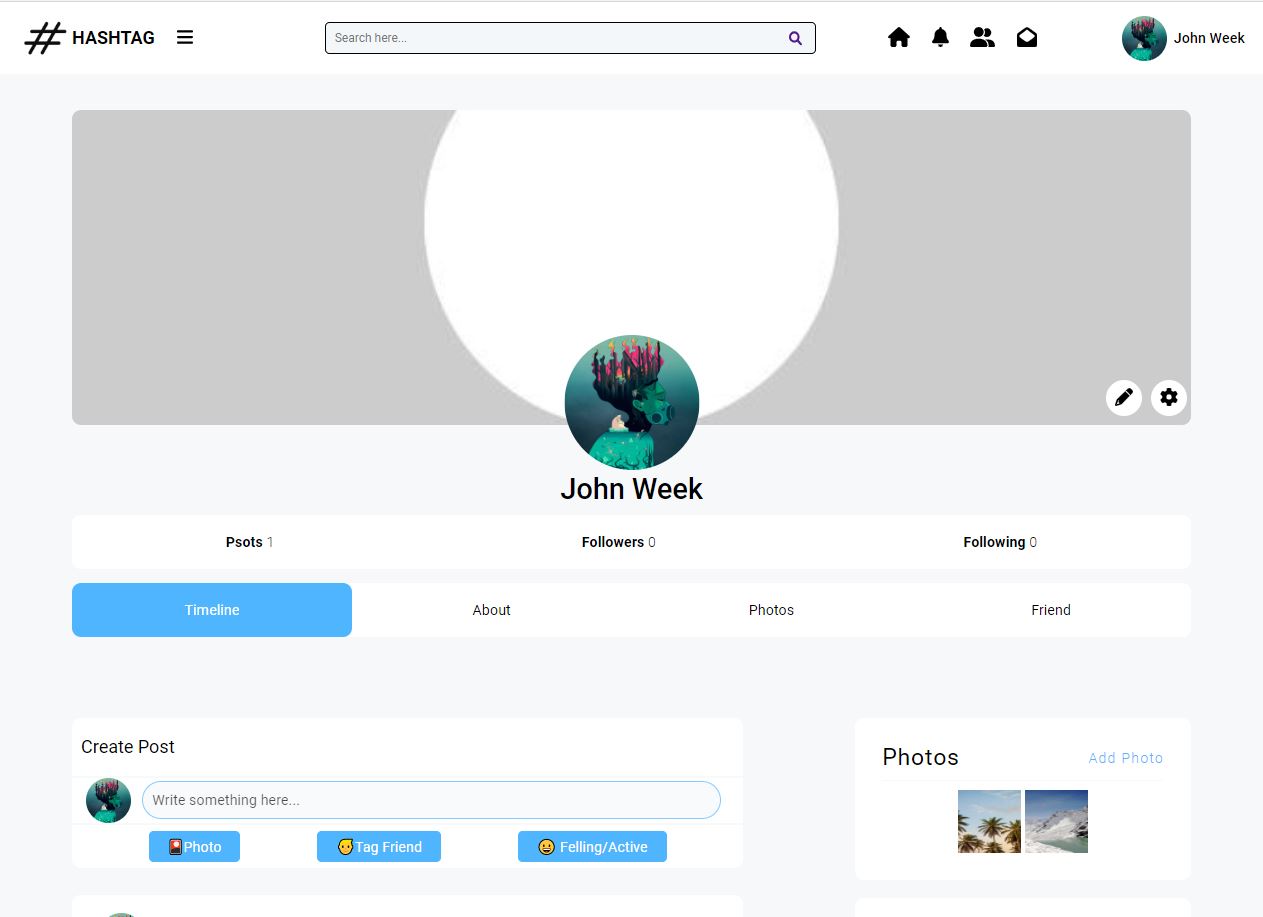 HASHTAG
Search here...
John Week
John Week
Psots 1
Followers 0
Following 0
Timeline
About
Photos
Friend
Create Post
Write something here...
Photo
Tag Friend
Felling/Active
Photos
Add Photo